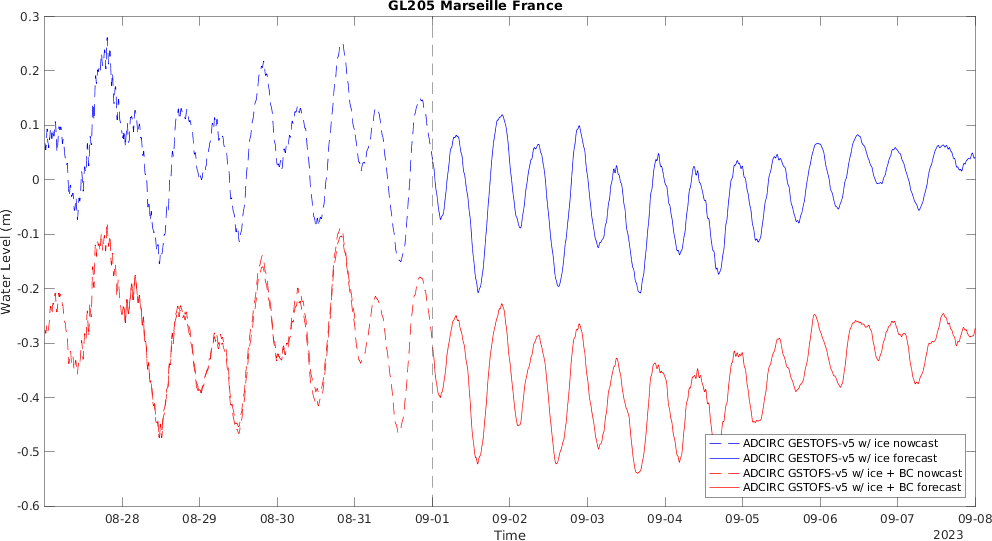 GL205 Marseille France
0.3
0.2
0.1
0
-0.1
-0.2
-0.3
-0.4
-0.5
-0.6
Water Level (m)
ADCIRC GESTOFS-v5 w/ ice nowcast
ADCIRC GESTOFS-v5 w/ ice forecast
ADCIRC GSTOFS-v5 w/ ice + BC nowcast
ADCIRC GSTOFS-v5 w/ ice + BC forecast
08-28 08-29 08-30 08-31 09-01 09-02 09-03 09-04 09-05 09-06 09-07 09-08
Time
2023